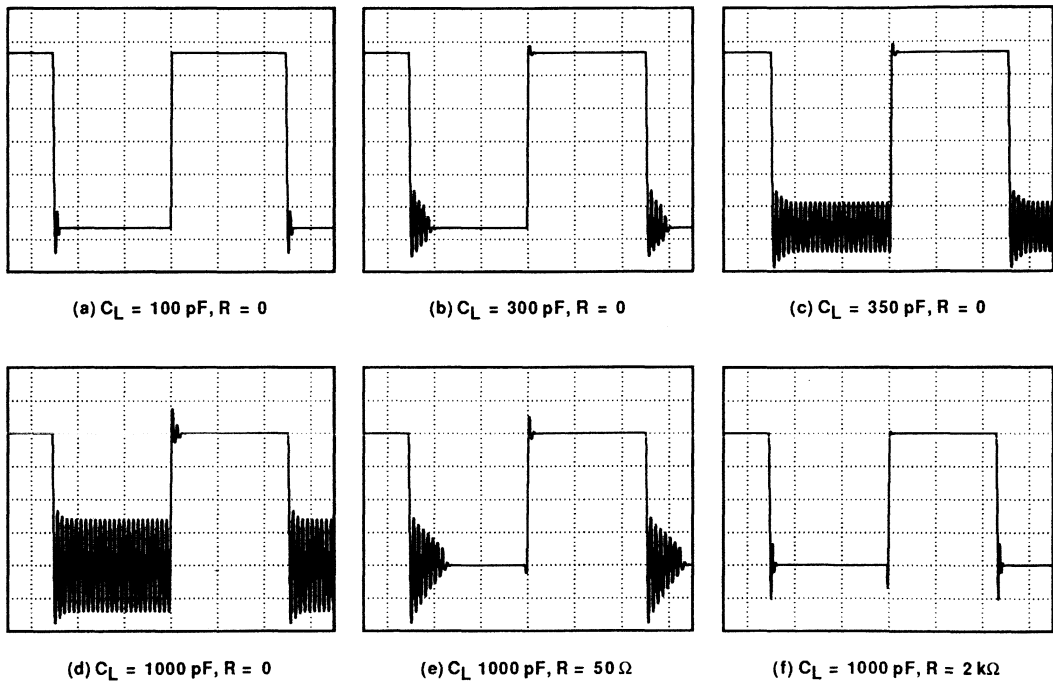 (a) CL = 100 pF, R = 0
(b) CL = 300 pF, R = 0
(c) CL = 350 pF, R = 0
(d) CL = 1000 pF, R = 0
(e) CL 1000 pF, R = 50 Ω
(f) CL = 1000 pF, R = 2 kΩ